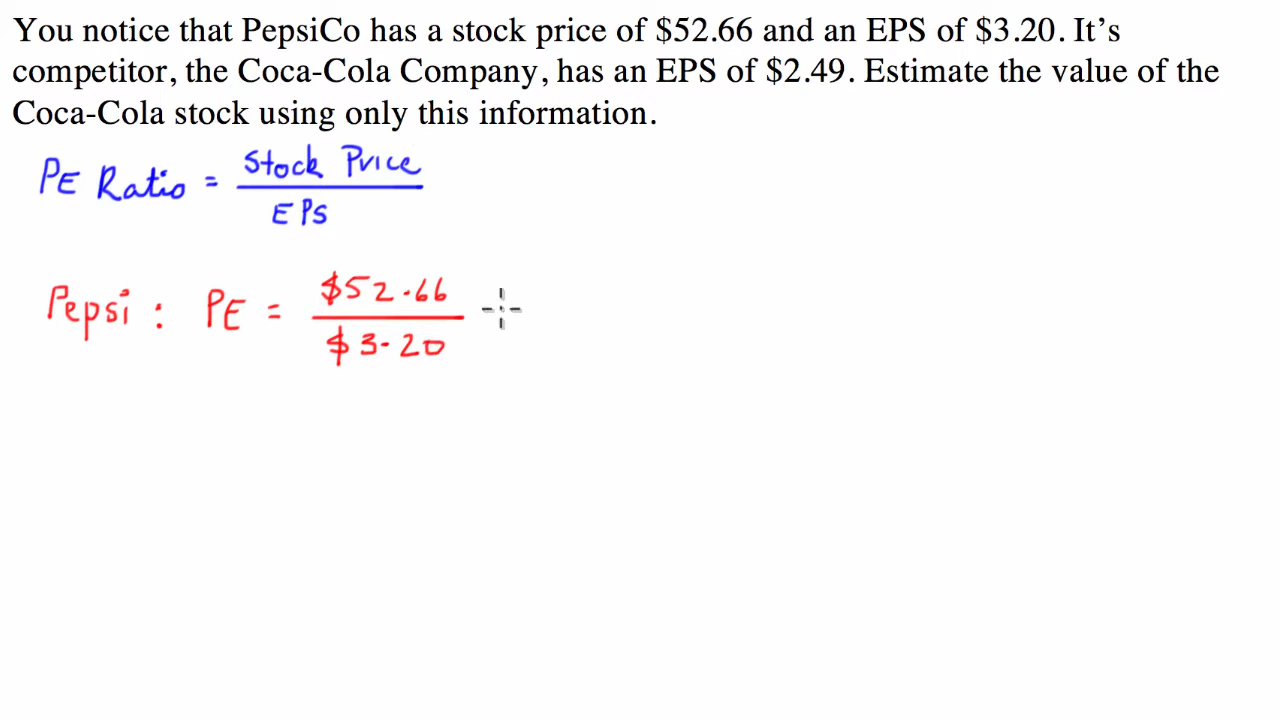 You notice that PepsiCo has a stock price of $52.66 and an EPS of $3.20. It's
competitor, the Coca-Cola Company, has an EPS of $2.49. Estimate the value of the
Coca-Cola stock using only this information.
PE Ratio = Stock Price
EPS
Pepsi : PE = $52.66
$3.20